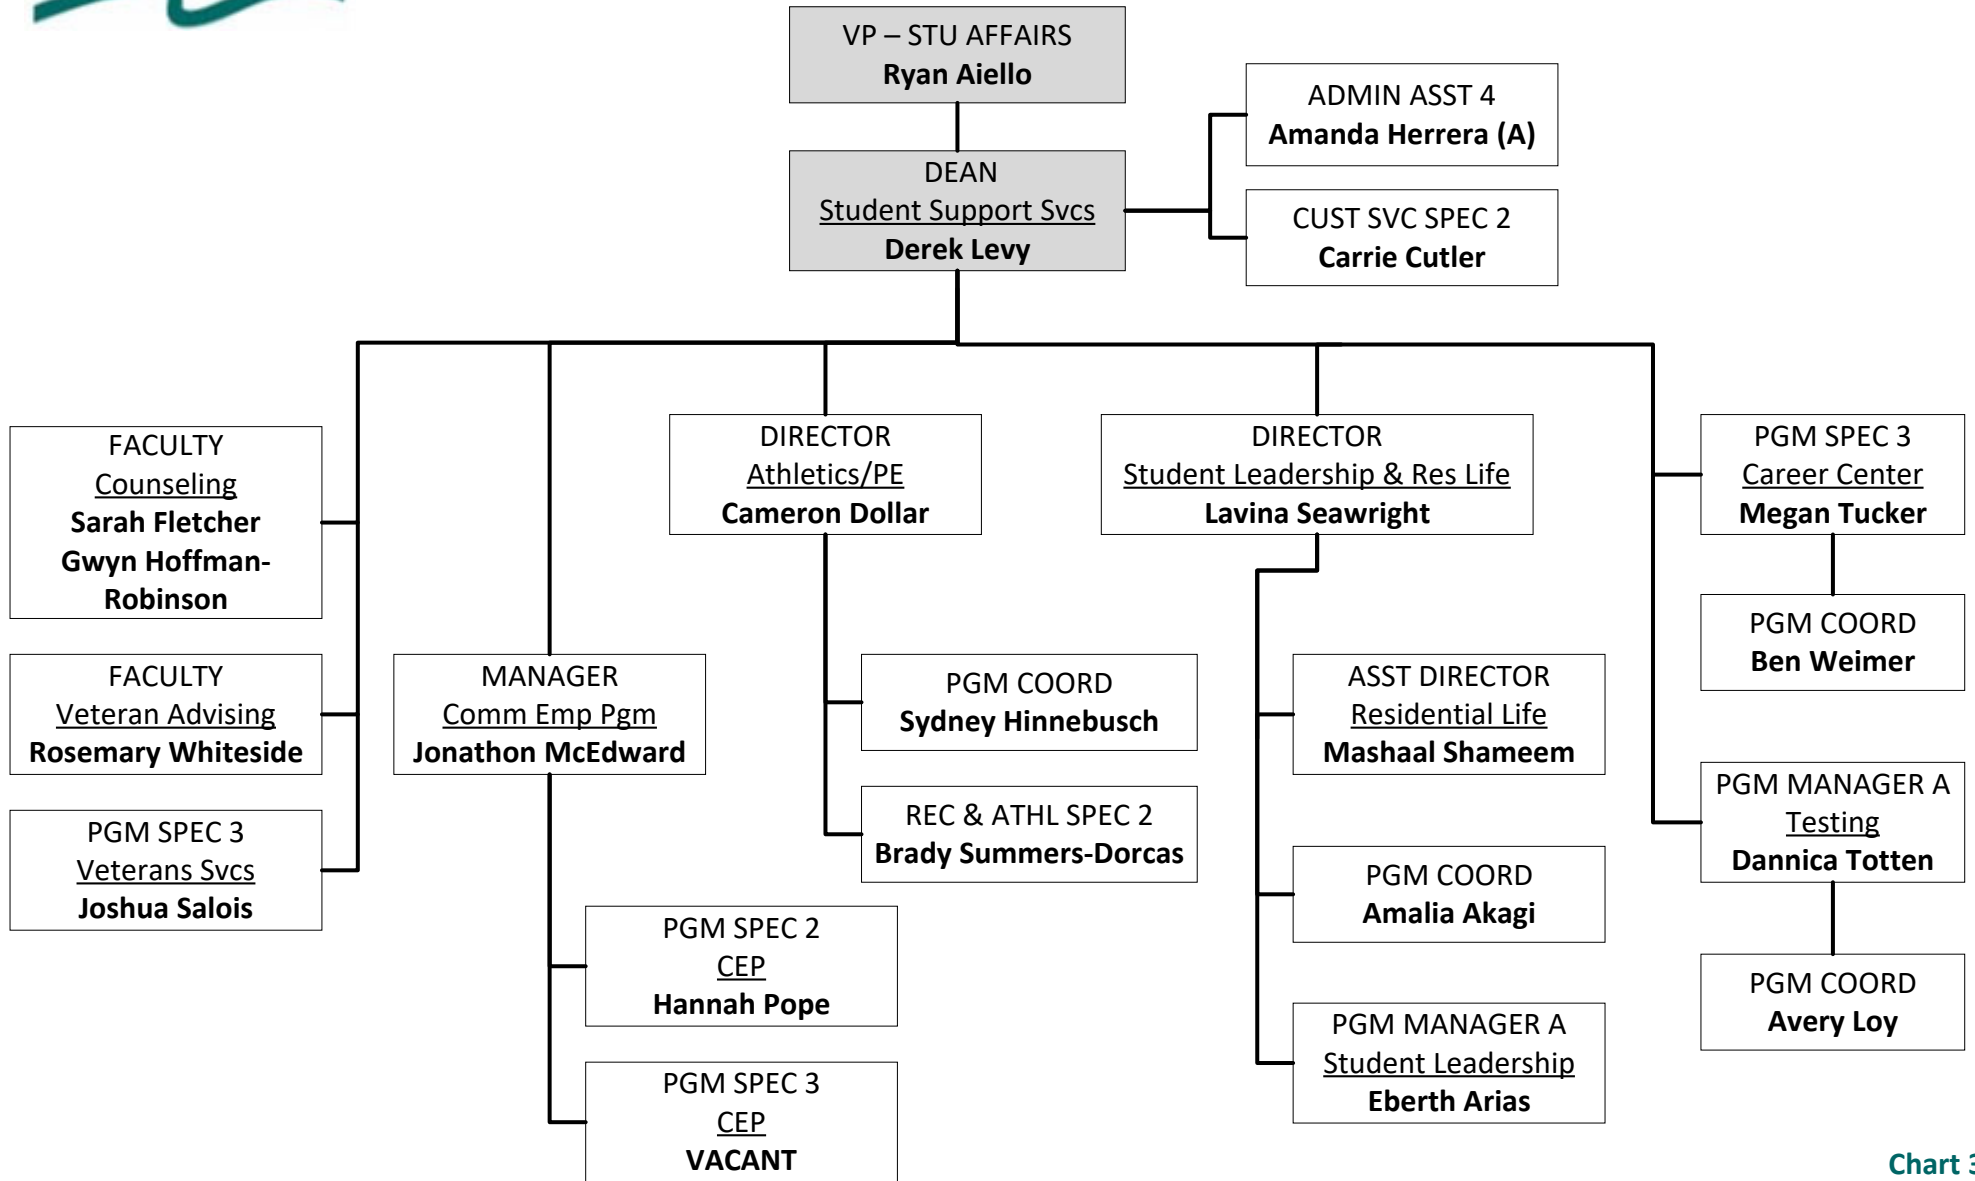 VP – STU AFFAIRS
Ryan Aiello
ADMIN ASST 4
Amanda Herrera (A)
DEAN
Student Support Svcs
Derek Levy
CUST SVC SPEC 2
Carrie Cutler
FACULTY
Counseling
Sarah Fletcher
Gwyn Hoffman-
Robinson
FACULTY
Veteran Advising
Rosemary Whiteside
PGM SPEC 3
Veterans Svcs
Joshua Salois
MANAGER
Comm Emp Pgm
Jonathon McEdward
PGM SPEC 2
CEP
Hannah Pope
PGM SPEC 3
CEP
VACANT
DIRECTOR
Athletics/PE
Cameron Dollar
PGM COORD
Sydney Hinnebusch
REC & ATHL SPEC 2
Brady Summers-Dorcas
DIRECTOR
Student Leadership & Res Life
Lavina Seawright
ASST DIRECTOR
Residential Life
Mashaal Shameem
PGM COORD
Amalia Akagi
PGM MANAGER A
Student Leadership
Eberth Arias
PGM SPEC 3
Career Center
Megan Tucker
PGM COORD
Ben Weimer
PGM MANAGER A
Testing
Dannica Totten
PGM COORD
Avery Loy
Chart 3